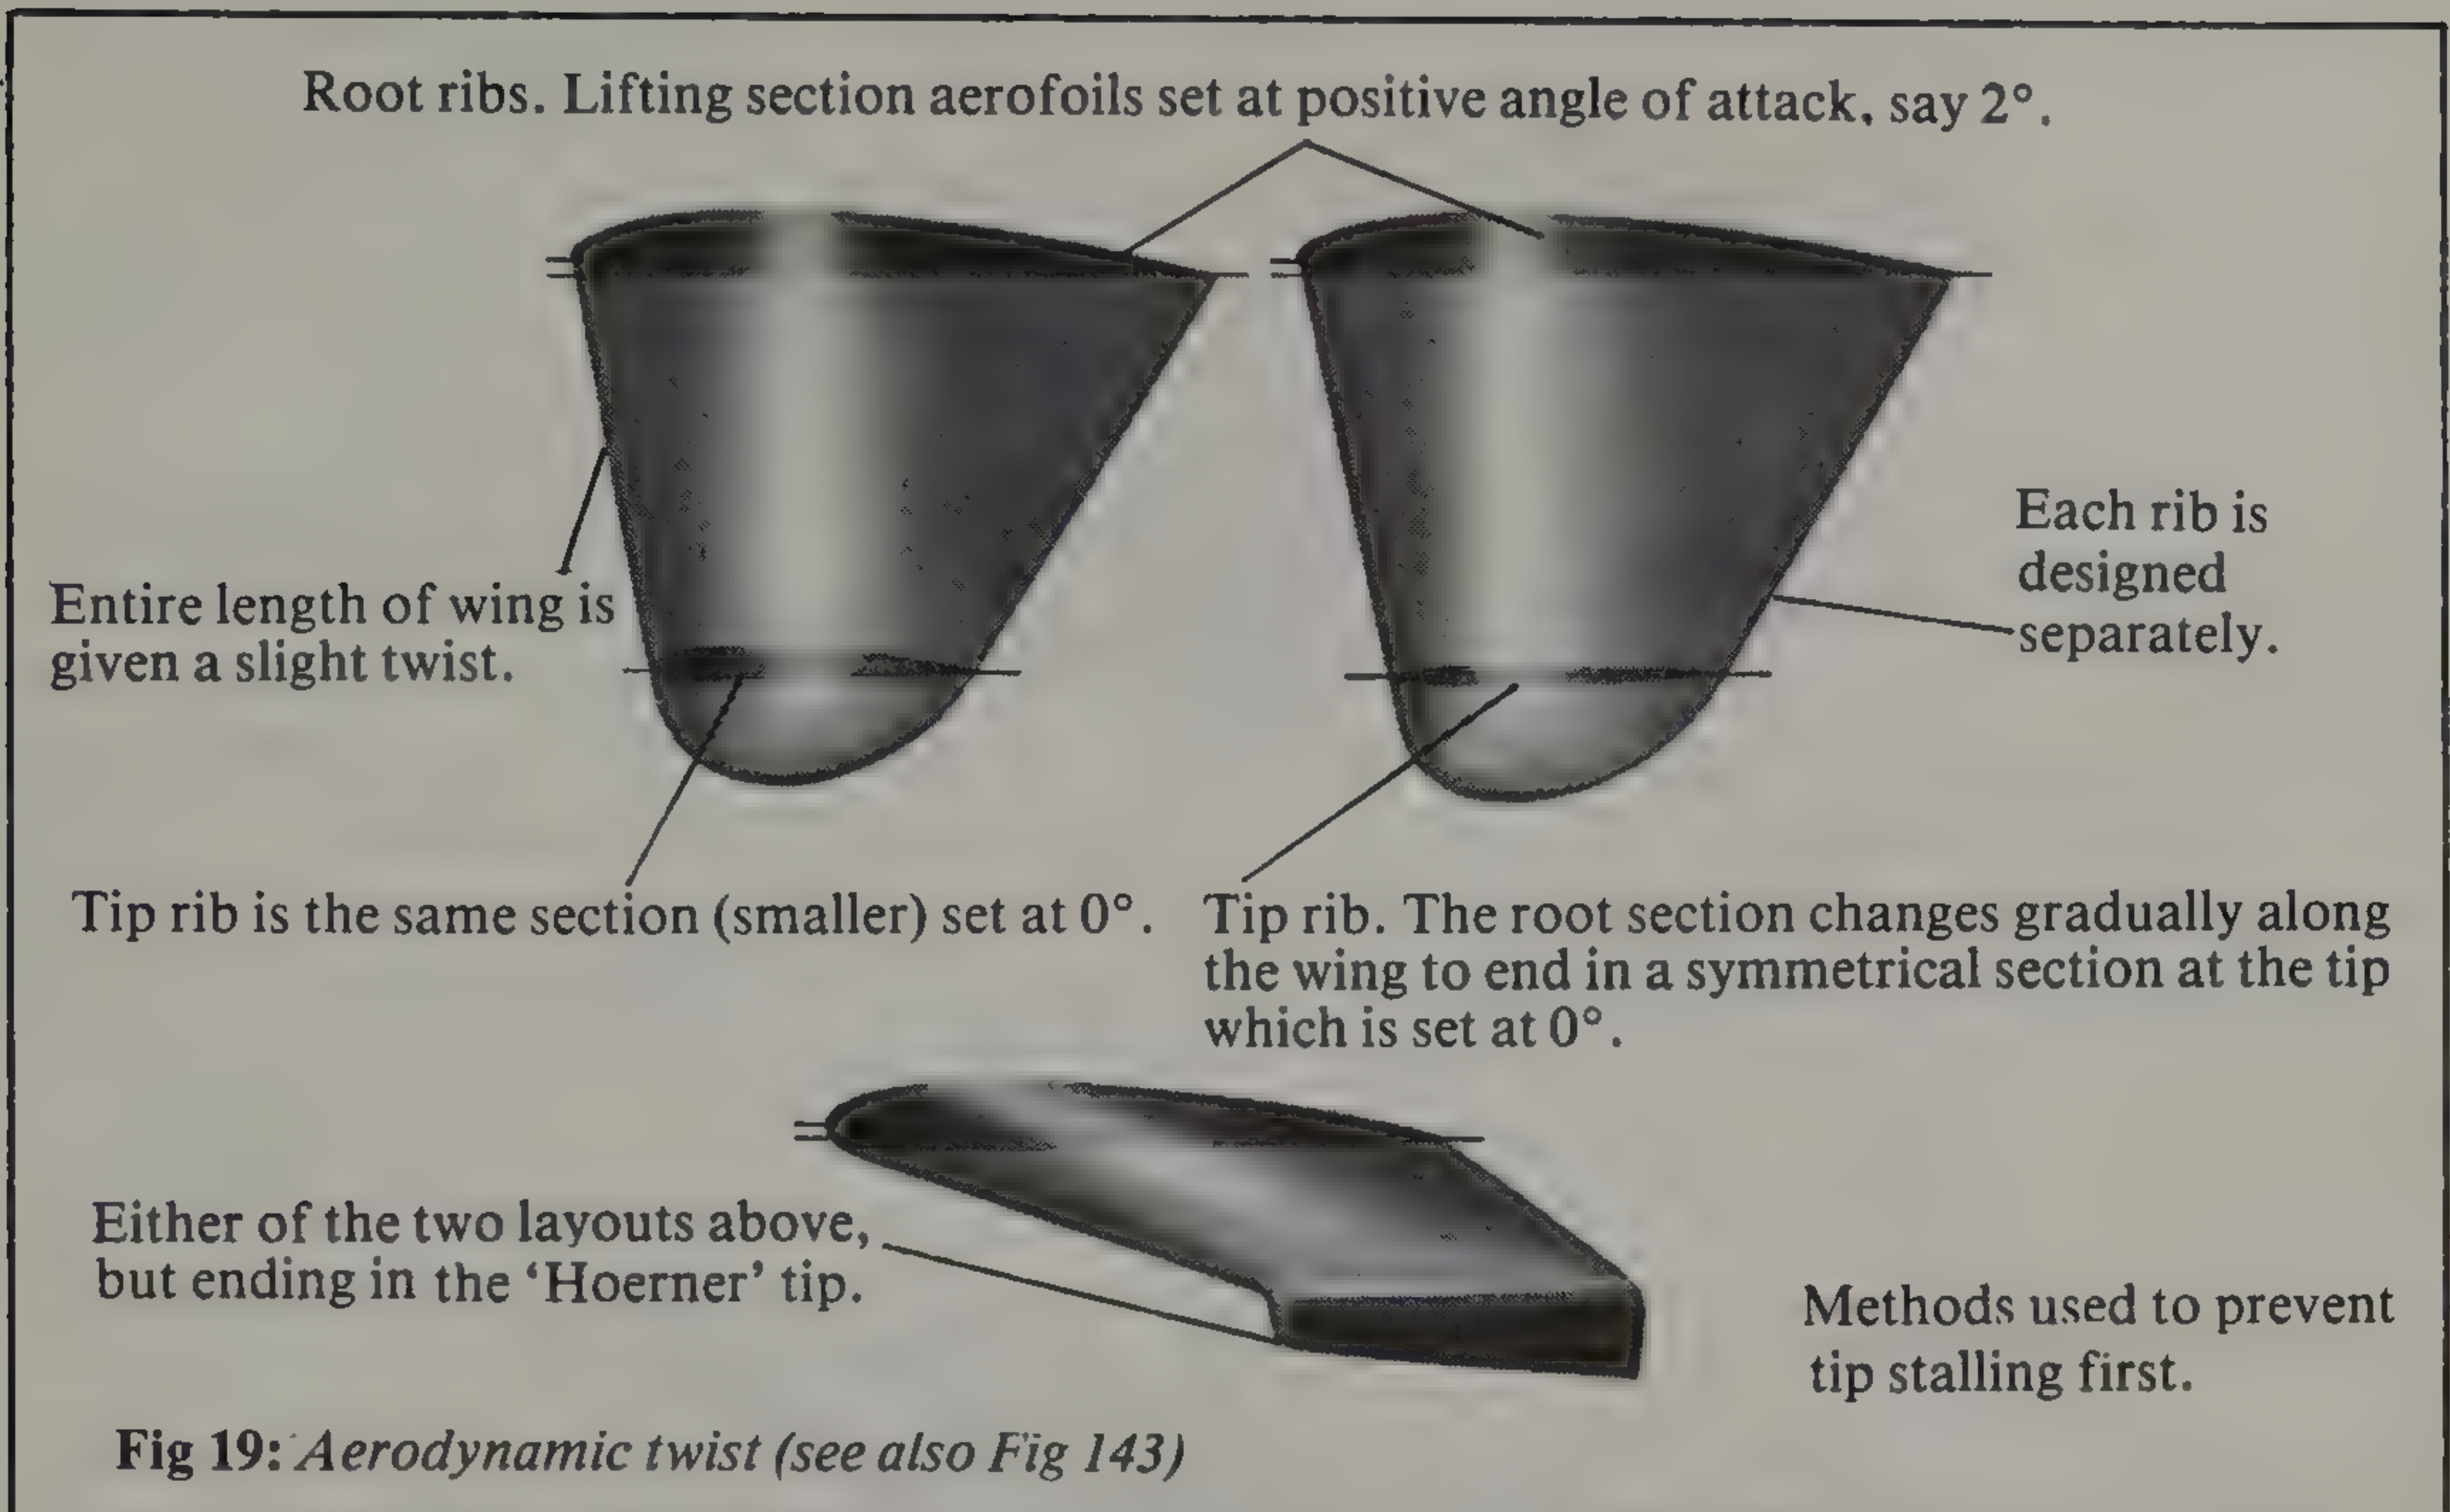 Root ribs. Lifting section aerofoils set at positive angle of attack, say 2°.
Each rib is
designed
separately.
Entire length of wing is
given a slight twist.
Tip rib is the same section (smaller) set at 0°.
Tip rib. The root section changes gradually along
the wing to end in a symmetrical section at the tip
which is set at 0°.
Either of the two layouts above,
but ending in the ‘Hoerner’ tip.
Methods used to prevent
tip stalling first.
Fig 19: Aerodynamic twist (see also Fig 143)